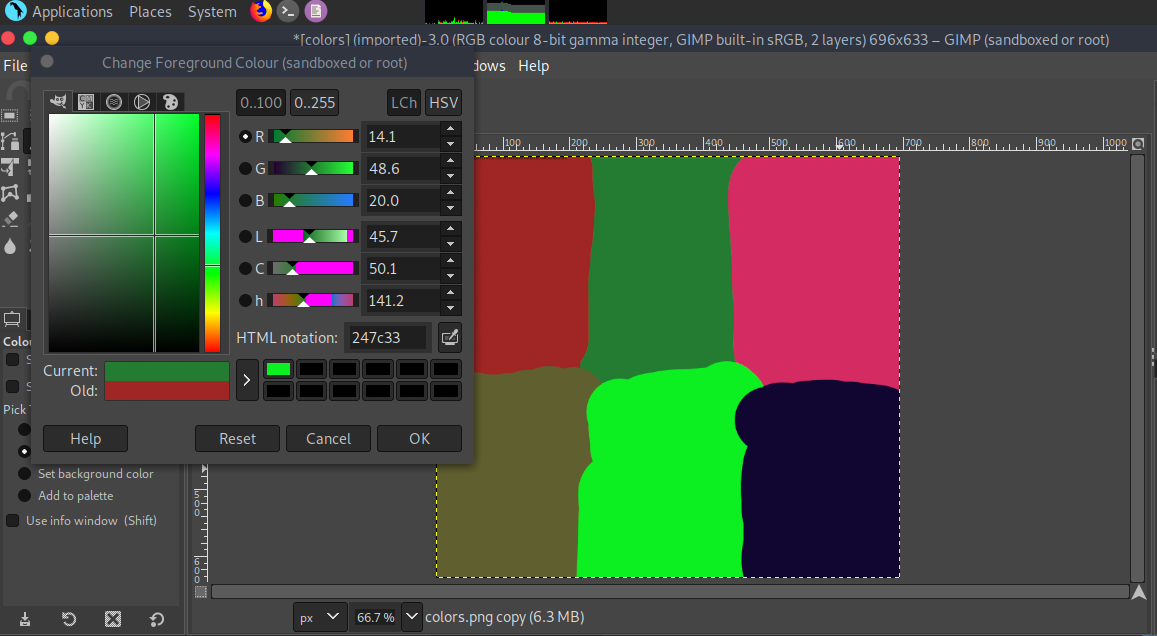 Applications Places System
*[colors] (imported)-3.0 (RGB colour 8-bit gamma integer, GIMP built-in sRGB, 2 layers) 696x633 – GIMP (sandboxed or root)
File
dows Help
Change Foreground Colour (sandboxed or root)
0..100 0..255 LCh HSV
R 14.1
G 48.6
B 20.0
L 45.7
C 50.1
h 141.2
HTML notation: 247c33
Current:
Old:
Help Reset Cancel OK
100 200 300 400 500 600 700 800 900 1000
Colou
S
S
Pick
Set background color
Add to palette
Use info window (Shift)
500
600
px 66.7 % colors.png copy (6.3 MB)